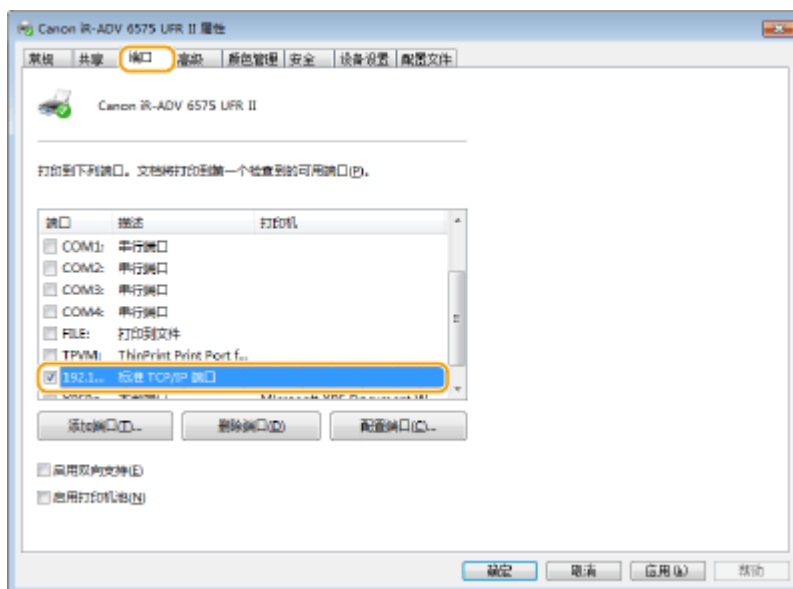 Canon iR-ADV 6575 UFR II 属性
常规 共享 端口 高级 颜色管理 安全 设备设置 配置文件
Canon iR-ADV 6575 UFR II
打印到下列端口。文档将打印到第一个检查到的可用端口(P)。
端口 描述 打印机
COM1: 串行端口
COM2: 串行端口
COM3: 串行端口
COM4: 串行端口
FILE: 打印到文件
TPVM: ThinPrint Print Port f...
192.1... 标准 TCP/IP 端口
添加端口(T)... 删除端口(D) 配置端口(C)...
启用双向支持(E)
启用打印机池(N)
确定 取消 应用(A) 帮助